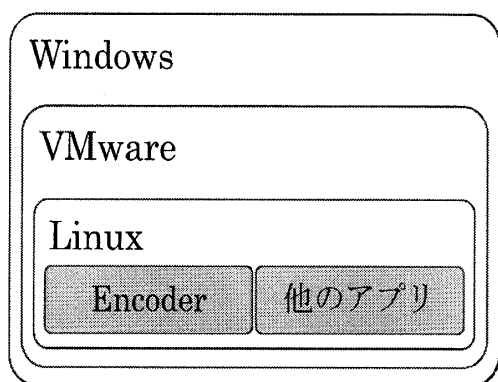 Windows
VMware
Linux
Encoder 他のアプリ